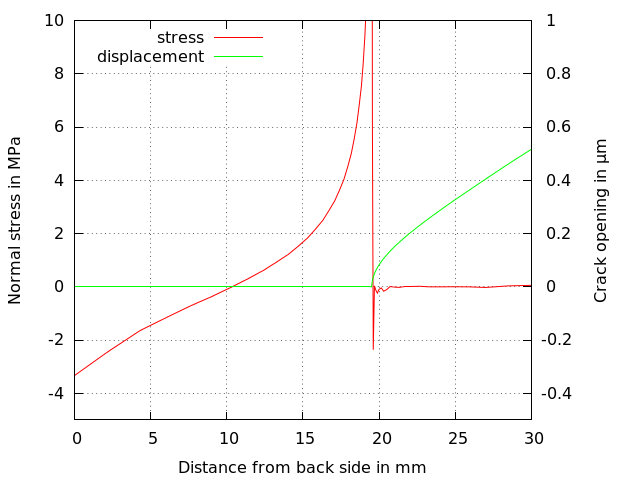 stress
displacement
10
8
6
4
2
0
-2
-4
1
0.8
0.6
0.4
0.2
0
-0.2
-0.4
Normal stress in MPa
Crack opening in µm
0 5 10 15 20 25 30
Distance from back side in mm